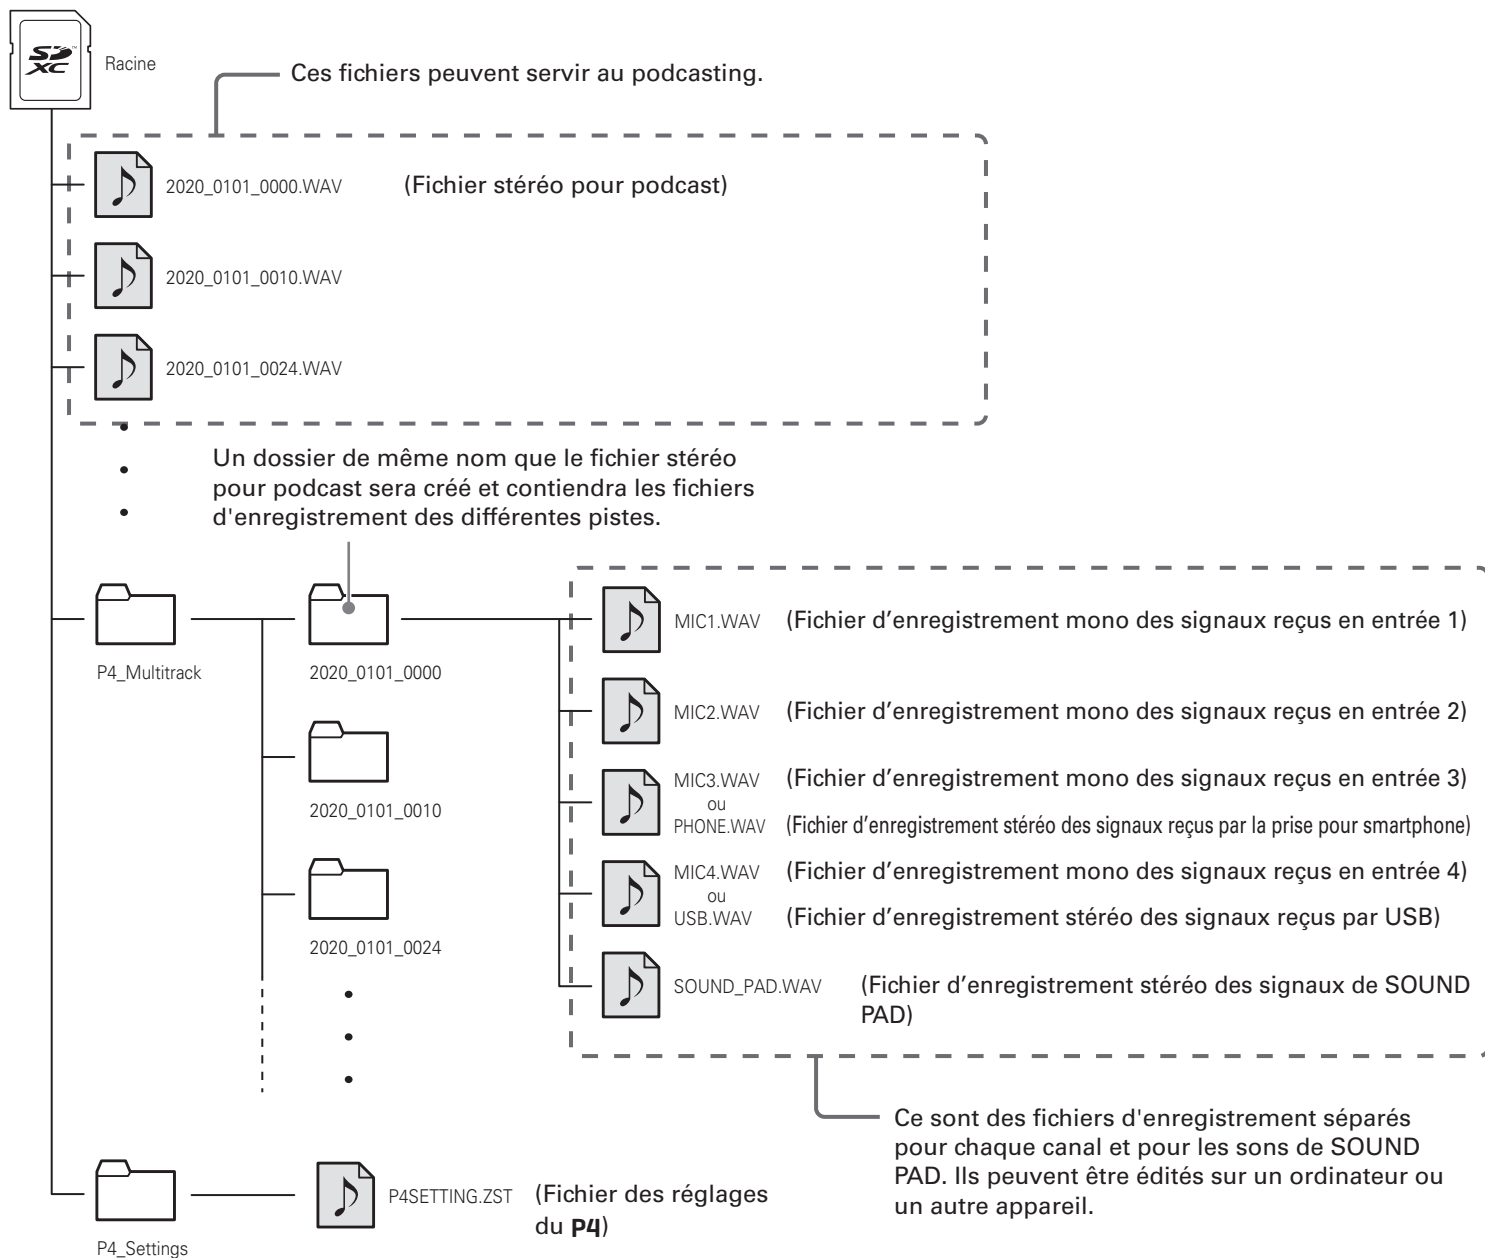 SD XC
Racine
Ces fichiers peuvent servir au podcasting.
2020_0101_0000.WAV (Fichier stéréo pour podcast)
2020_0101_0010.WAV
2020_0101_0024.WAV
Un dossier de même nom que le fichier stéréo
pour podcast sera créé et contiendra les fichiers
d'enregistrement des différentes pistes.
P4_Multitrack
2020_0101_0000
2020_0101_0010
2020_0101_0024
MIC1.WAV (Fichier d’enregistrement mono des signaux reçus en entrée 1)
MIC2.WAV (Fichier d’enregistrement mono des signaux reçus en entrée 2)
MIC3.WAV (Fichier d’enregistrement mono des signaux reçus en entrée 3)
ou
PHONE.WAV (Fichier d’enregistrement stéréo des signaux reçus par la prise pour smartphone)
MIC4.WAV (Fichier d’enregistrement mono des signaux reçus en entrée 4)
ou
USB.WAV (Fichier d’enregistrement stéréo des signaux reçus par USB)
SOUND_PAD.WAV (Fichier d’enregistrement stéréo des signaux de SOUND
PAD)
Ce sont des fichiers d'enregistrement séparés
pour chaque canal et pour les sons de SOUND
PAD. Ils peuvent être édités sur un ordinateur ou
un autre appareil.
P4_Settings
P4SETTING.ZST (Fichier des réglages
du P4)